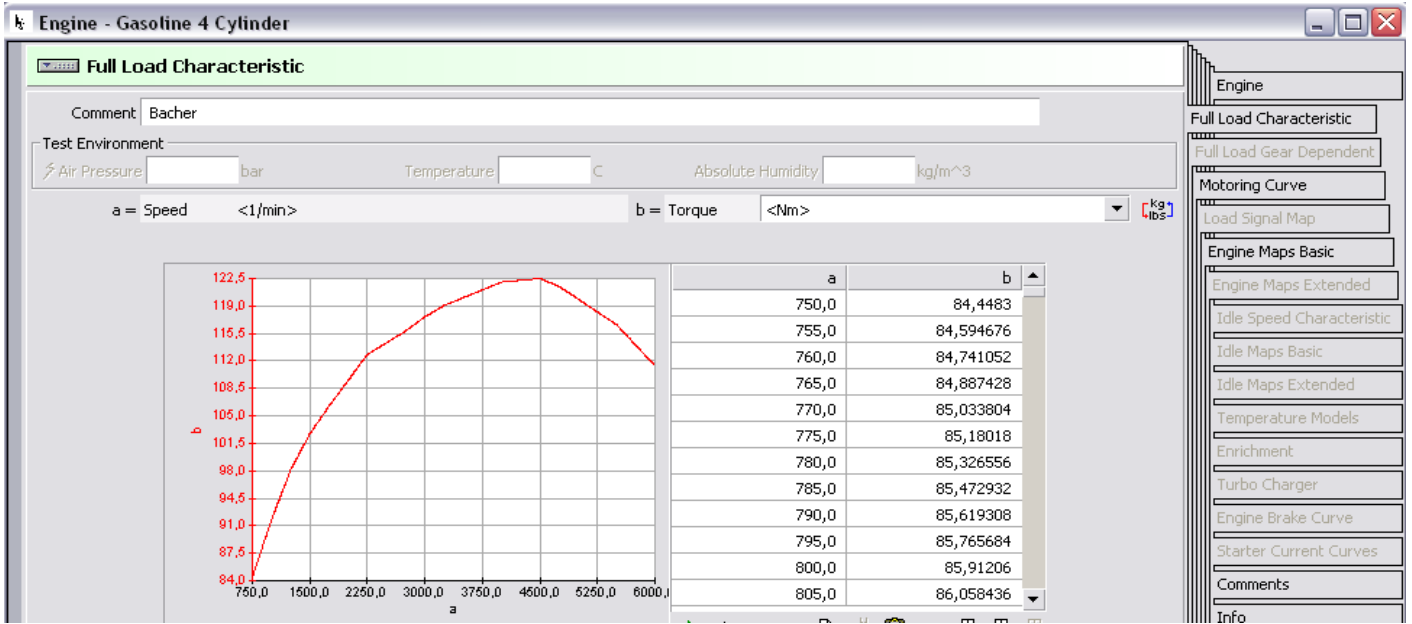 Engine - Gasoline 4 Cylinder
Full Load Characteristic
Comment Bacher
Test Environment
Air Pressure bar Temperature C Absolute Humidity kg/m^3
a = Speed <1/min> b = Torque <Nm> kg lbs
122,5
119,0
115,5
112,0
108,5
105,0
101,5
98,0
94,5
91,0
87,5
84,0
b
750,0 1500,0 2250,0 3000,0 3750,0 4500,0 5250,0 6000,
a
a b
750,0 84,4483
755,0 84,594676
760,0 84,741052
765,0 84,887428
770,0 85,033804
775,0 85,18018
780,0 85,326556
785,0 85,472932
790,0 85,619308
795,0 85,765684
800,0 85,91206
805,0 86,058436
Engine
Full Load Characteristic
Full Load Gear Dependent
Motoring Curve
Load Signal Map
Engine Maps Basic
Engine Maps Extended
Idle Speed Characteristic
Idle Maps Basic
Idle Maps Extended
Temperature Models
Enrichment
Turbo Charger
Engine Brake Curve
Starter Current Curves
Comments
Info